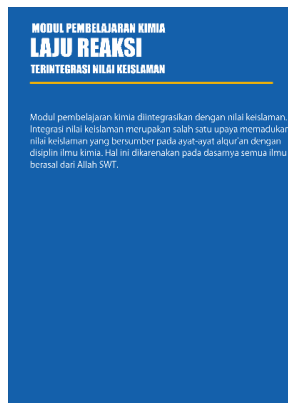 MODUL PEMBELAJARAN KIMIA
LAJU REAKSI
TERINTEGRASI NILAI KEISLAMAN
Modul pembelajaran kimia diintegrasikan dengan nilai keislaman.
Integrasi nilai keislaman merupakan salah satu upaya memadukan
nilai keislaman yang bersumber pada ayat-ayat alqur'an dengan
disiplin ilmu kimia. Hal ini dikarenakan pada dasarnya semua ilmu
berasal dari Allah SWT.